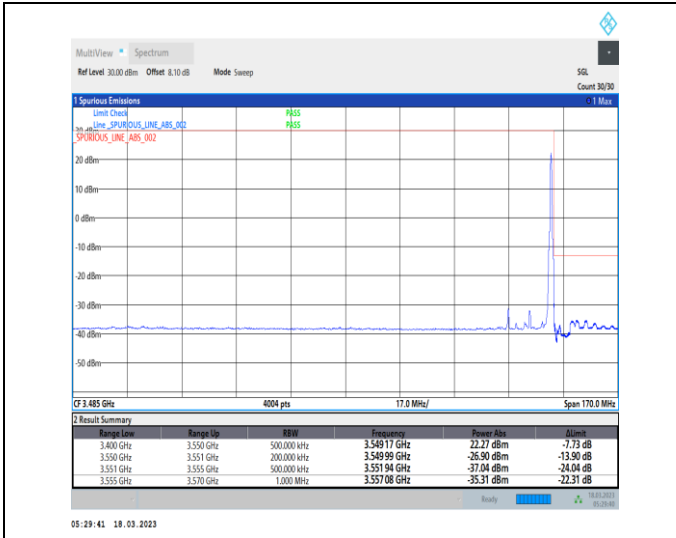 MultiView Spectrum
Ref Level 30.00 dBm Offset 8.10 dB Mode Sweep SGL
Count 30/30
1 Spurious Emissions 1 Max
Limit Check PASS
Line _SPURIOUS_LINE_ABS_002 PASS
30 dBm
_SPURIOUS_LINE_ABS_002
20 dBm
10 dBm
0 dBm
-10 dBm
-20 dBm
-30 dBm
-40 dBm
-50 dBm
CF 3.485 GHz 4004 pts 17.0 MHz/ Span 170.0 MHz
2 Result Summary
Range Low Range Up RBW Frequency Power Abs ΔLimit
3.400 GHz 3.550 GHz 500.000 kHz 3.549 17 GHz 22.27 dBm -7.73 dB
3.550 GHz 3.551 GHz 200.000 kHz 3.549 99 GHz -26.90 dBm -13.90 dB
3.551 GHz 3.555 GHz 500.000 kHz 3.551 94 GHz -37.04 dBm -24.04 dB
3.555 GHz 3.570 GHz 1.000 MHz 3.557 08 GHz -35.31 dBm -22.31 dB
Ready 18.03.2023
05:29:40
05:29:41 18.03.2023